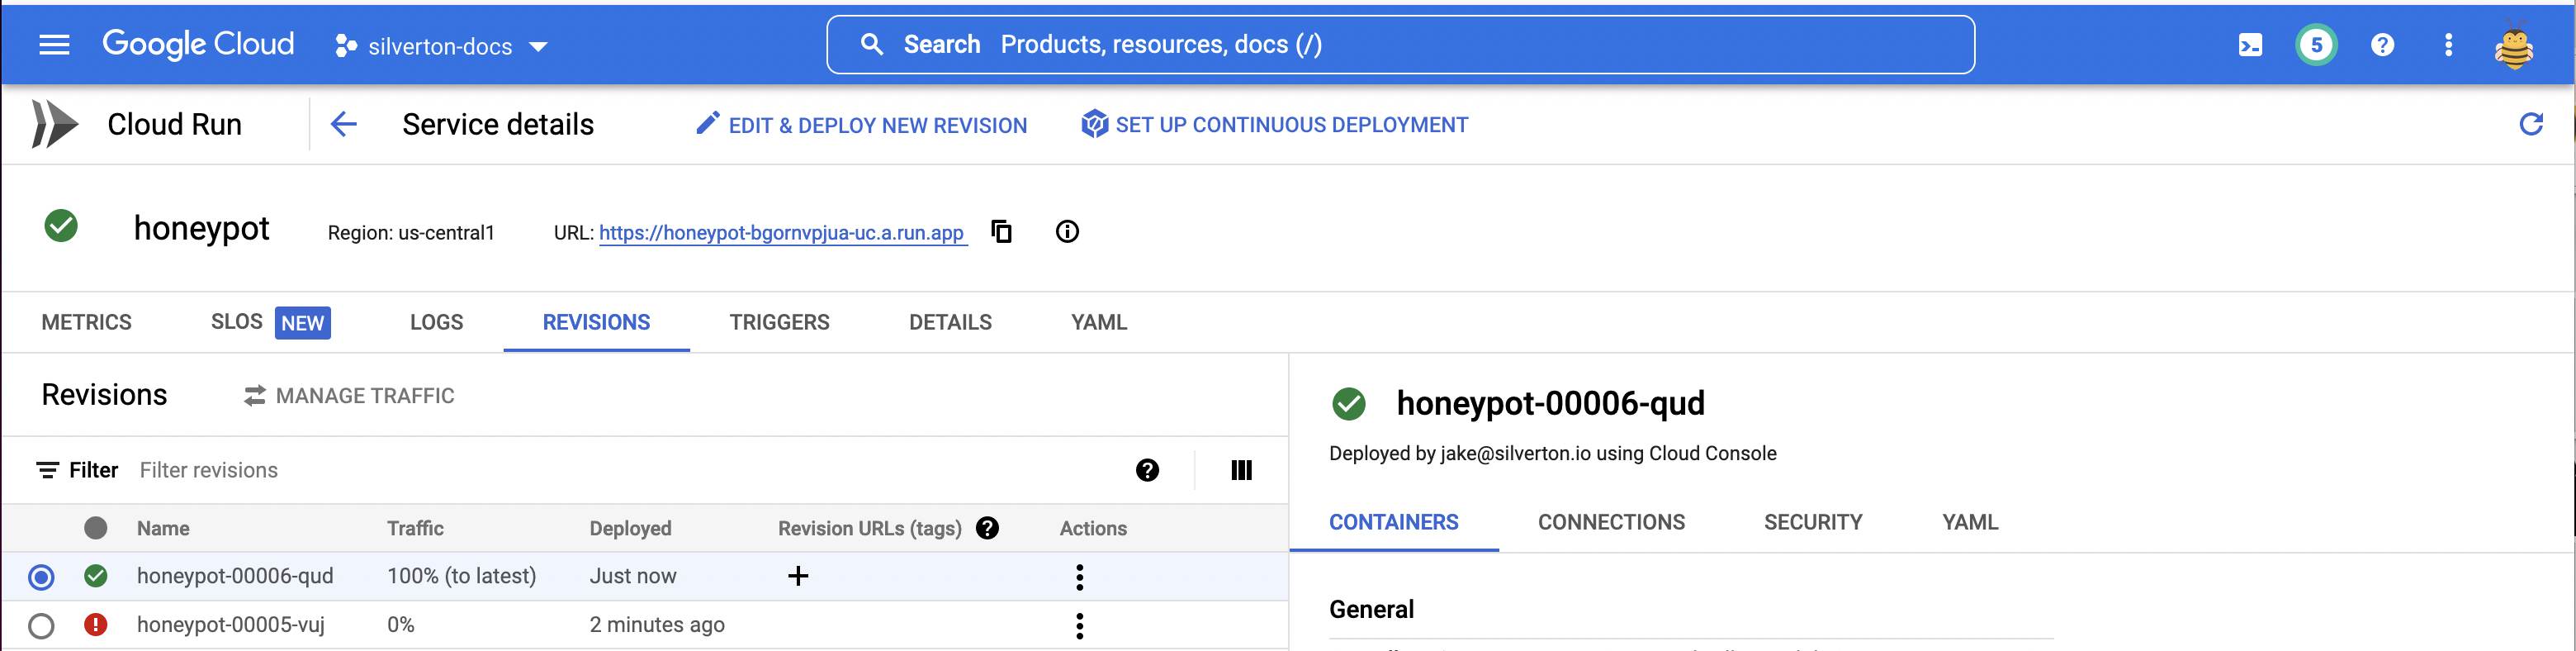 Google Cloud silverton-docs Search Products, resources, docs (/) 5
Cloud Run Service details EDIT & DEPLOY NEW REVISION SET UP CONTINUOUS DEPLOYMENT
honeypot Region: us-central1 URL: https://honeypot-bgornvpjua-uc.a.run.app
METRICS SLOS NEW LOGS REVISIONS TRIGGERS DETAILS YAML
Revisions MANAGE TRAFFIC
Filter Filter revisions
Name Traffic Deployed Revision URLs (tags) Actions
honeypot-00006-qud 100% (to latest) Just now
honeypot-00005-vuj 0% 2 minutes ago
honeypot-00006-qud
Deployed by jake@silverton.io using Cloud Console
CONTAINERS CONNECTIONS SECURITY YAML
General